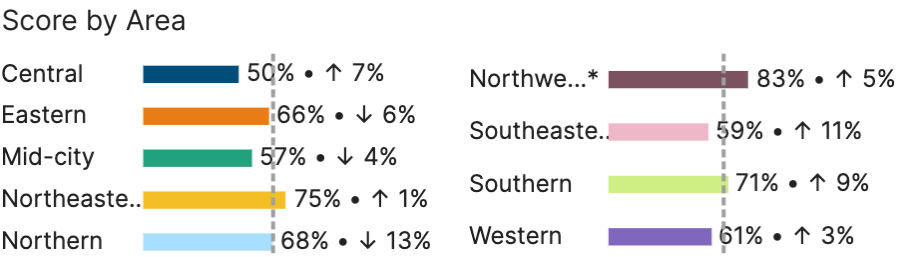 Score by Area
Central 50% • ↑ 7%
Eastern 66% • ↓ 6%
Mid-city 57% • ↓ 4%
Northeaste.. 75% • ↑ 1%
Northern 68% • ↓ 13%
Northwe...* 83% • ↑ 5%
Southeaste.. 59% • ↑ 11%
Southern 71% • ↑ 9%
Western 61% • ↑ 3%